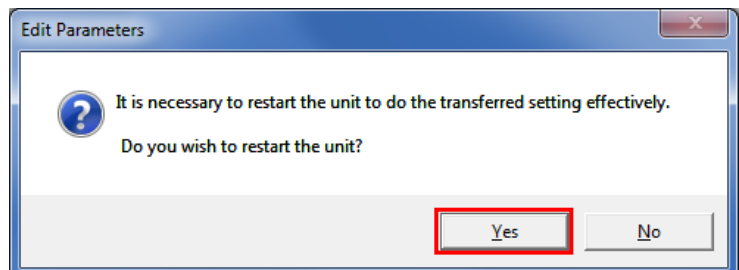 Edit Parameters
It is necessary to restart the unit to do the transferred setting effectively.
Do you wish to restart the unit?
Yes No